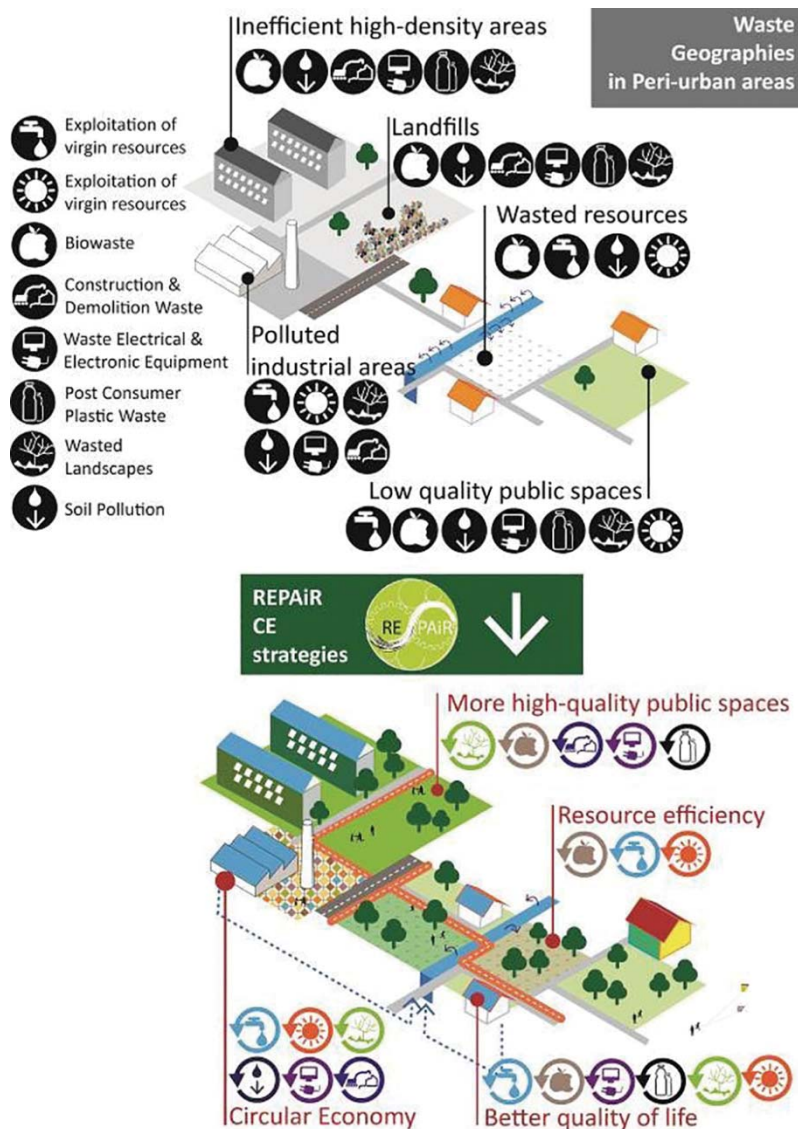 Inefficient high-density areas
Waste
Geographies
in Peri-urban areas
Exploitation of
virgin resources
Exploitation of
virgin resources
Biowaste
Construction &
Demolition Waste
Waste Electrical &
Electronic Equipment
Post Consumer
Plastic Waste
Wasted
Landscapes
Soil Pollution
Landfills
Wasted resources
Polluted
industrial areas
Low quality public spaces
REPAiR
CE
strategies
RE PAiR
More high-quality public spaces
Resource efficiency
Circular Economy
Better quality of life